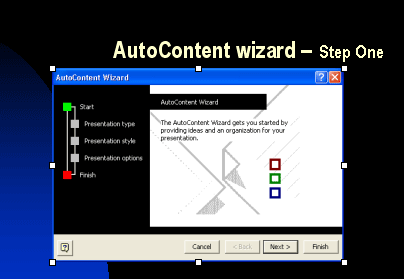 AutoContent wizard – Step One
AutoContent Wizard
Start
Presentation type
Presentation style
Presentation options
Finish
AutoContent Wizard
The AutoContent Wizard gets you started by
providing ideas and an organization for your
presentation.
Cancel
< Back
Next >
Finish